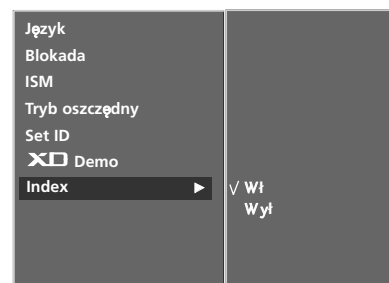 Język
Blokada
ISM
Tryb oszczędny
Set ID
XD Demo
Index ► √ Wł
Wył